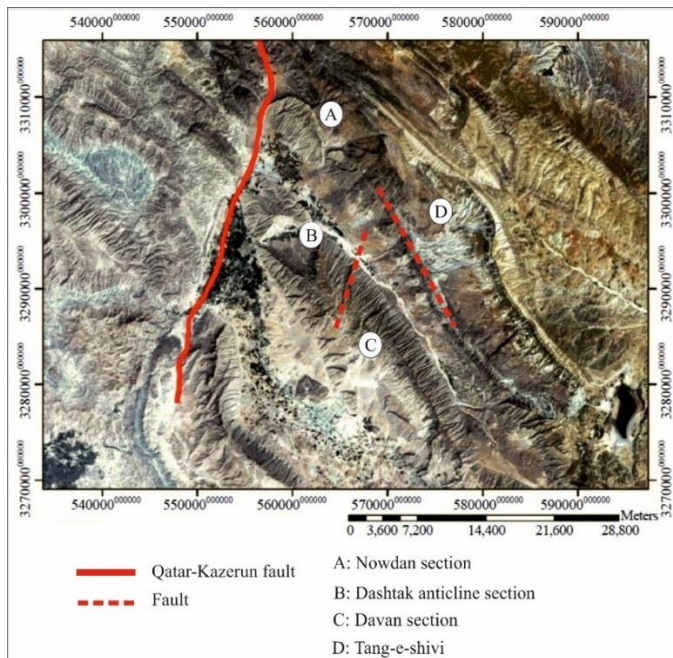 540000⁰⁰⁰⁰⁰⁰ 550000⁰⁰⁰⁰⁰⁰ 560000⁰⁰⁰⁰⁰⁰ 570000⁰⁰⁰⁰⁰⁰ 580000⁰⁰⁰⁰⁰⁰ 590000⁰⁰⁰⁰⁰⁰
3310000⁰⁰⁰⁰⁰⁰ 3310000⁰⁰⁰⁰⁰⁰
A
3300000⁰⁰⁰⁰⁰⁰ 3300000⁰⁰⁰⁰⁰⁰
D
B
3290000⁰⁰⁰⁰⁰⁰ 3290000⁰⁰⁰⁰⁰⁰
C
3280000⁰⁰⁰⁰⁰⁰ 3280000⁰⁰⁰⁰⁰⁰
3270000⁰⁰⁰⁰⁰⁰ 3270000⁰⁰⁰⁰⁰⁰
540000⁰⁰⁰⁰⁰⁰ 550000⁰⁰⁰⁰⁰⁰ 560000⁰⁰⁰⁰⁰⁰ 570000⁰⁰⁰⁰⁰⁰ 580000⁰⁰⁰⁰⁰⁰ 590000⁰⁰⁰⁰⁰⁰
Meters
0 3,600 7,200 14,400 21,600 28,800
Qatar-Kazerun fault
Fault
A: Nowdan section
B: Dashtak anticline section
C: Davan section
D: Tang-e-shivi